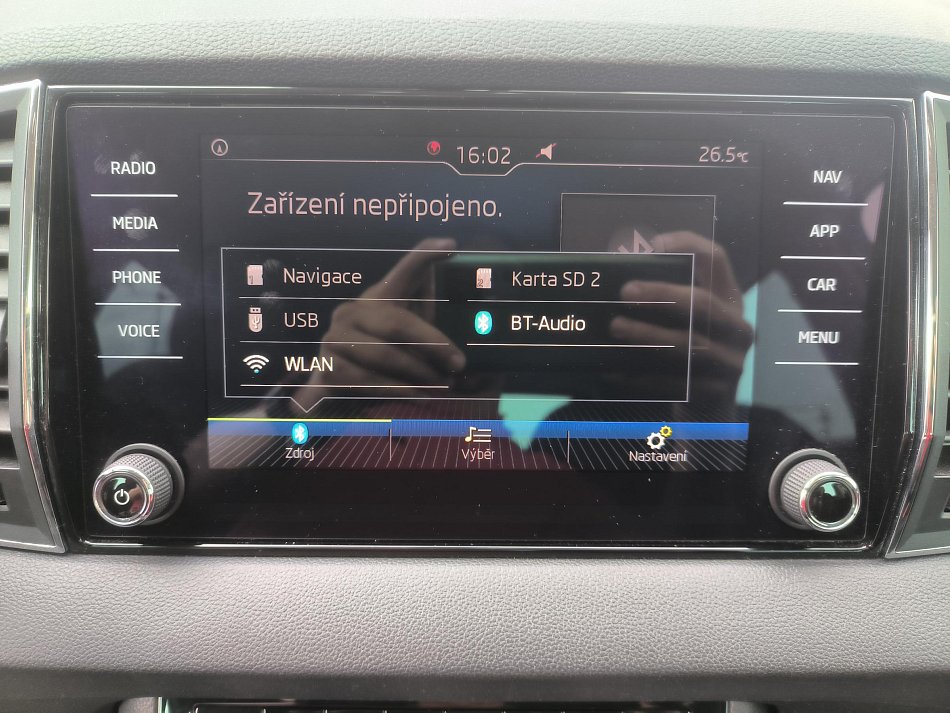 RADIO
MEDIA
PHONE
VOICE
16:02
26.5°C
Zařízení nepřipojeno.
Navigace
Karta SD 2
USB
BT-Audio
WLAN
Zdroj
Výběr
Nastavení
NAV
APP
CAR
MENU